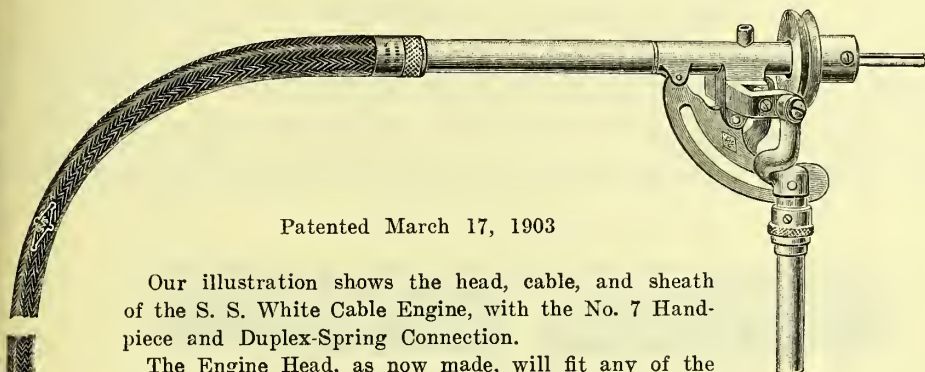 Patented March 17, 1903
Our illustration shows the head, cable, and sheath
of the S. S. White Cable Engine, with the No. 7 Hand-
piece and Duplex-Spring Connection.
The Engine Head, as now made, will fit any of the